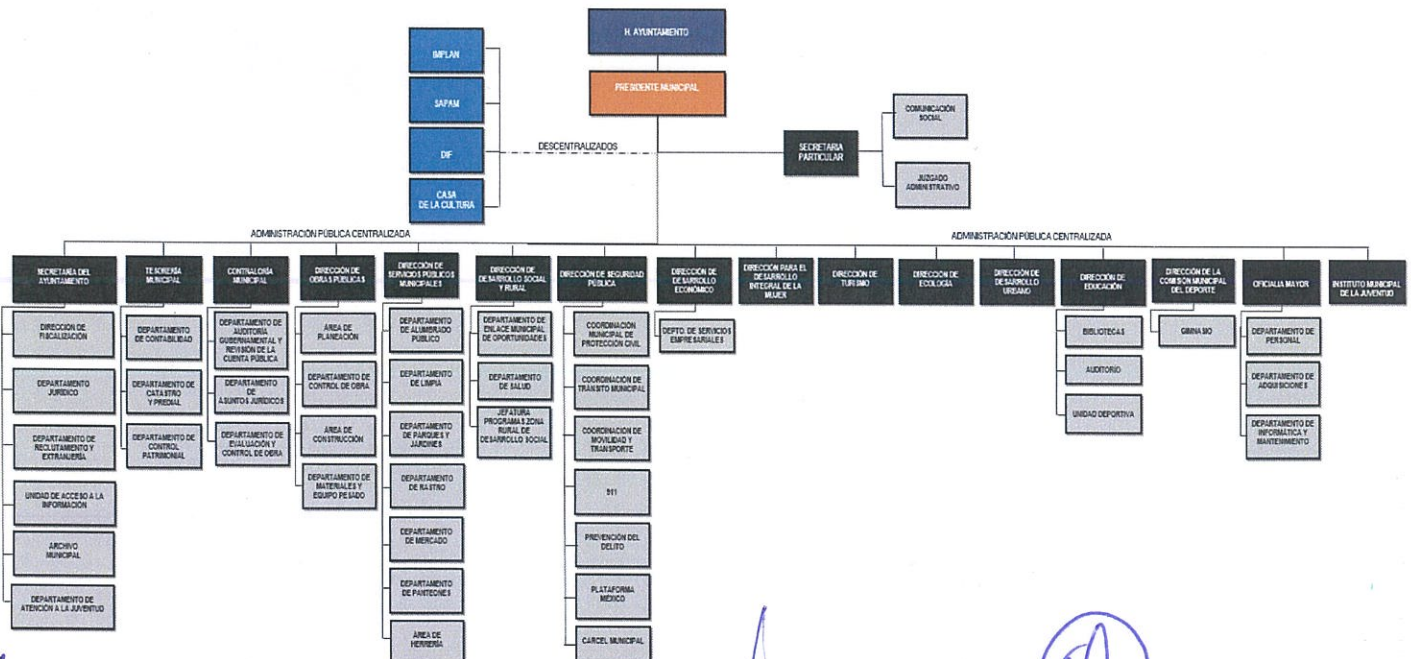 H. AYUNTAMIENTO
PRESIDENTE MUNICIPAL
IMPLAN
SAPAM
DIF
CASA
DE LA CULTURA
DESCENTRALIZADOS
SECRETARIA
PARTICULAR
COMUNICACIÓN
SOCIAL
JUZGADO
ADMINISTRATIVO
ADMINISTRACIÓN PÚBLICA CENTRALIZADA
ADMINISTRACIÓN PÚBLICA CENTRALIZADA
SECRETARÍA DEL
AYUNTAMIENTO
DIRECCIÓN DE
FISCALIZACIÓN
DEPARTAMENTO
JURÍDICO
DEPARTAMENTO DE
RECLUTAMIENTO Y
EXTRANJERÍA
UNIDAD DE ACCESO A LA
INFORMACIÓN
ARCHIVO
MUNICIPAL
DEPARTAMENTO DE
ATENCIÓN A LA JUVENTUD
TESORERÍA
MUNICIPAL
DEPARTAMENTO
DE CONTABILIDAD
DEPARTAMENTO DE
CATASTRO
Y PREDIAL
DEPARTAMENTO DE
CONTROL
PATRIMONIAL
CONTRALORÍA
MUNICIPAL
DEPARTAMENTO DE
AUDITORÍA
GUBERNAMENTAL Y
REVISIÓN DE LA
CUENTA PÚBLICA
DEPARTAMENTO
DE
ASUNTOS JURÍDICOS
DEPARTAMENTO DE
EVALUACIÓN Y
CONTROL DE OBRA
DIRECCIÓN DE
OBRAS PÚBLICAS
ÁREA DE
PLANEACIÓN
DEPARTAMENTO DE
CONTROL DE OBRA
ÁREA DE
CONSTRUCCIÓN
DEPARTAMENTO DE
MATERIALES Y
EQUIPO PESADO
DIRECCIÓN DE
SERVICIOS PÚBLICOS
MUNICIPALES
DEPARTAMENTO
DE ALUMBRADO
PÚBLICO
DEPARTAMENTO
DE LIMPIA
DEPARTAMENTO
DE PARQUES Y
JARDINES
DEPARTAMENTO
DE RASTRO
DEPARTAMENTO
DE MERCADO
DEPARTAMENTO
DE PANTEONES
ÁREA DE
HERRERÍA
DIRECCIÓN DE
DESARROLLO SOCIAL
Y RURAL
DEPARTAMENTO DE
ENLACE MUNICIPAL
DE OPORTUNIDADES
DEPARTAMENTO
DE SALUD
JEFATURA
PROGRAMAS ZONA
RURAL DE
DESARROLLO SOCIAL
DIRECCIÓN DE SEGURIDAD
PÚBLICA
COORDINACIÓN
MUNICIPAL DE
PROTECCIÓN CIVIL
COORDINACIÓN DE
TRÁNSITO MUNICIPAL
COORDINACIÓN DE
MOVILIDAD Y
TRANSPORTE
911
PREVENCIÓN DEL
DELITO
PLATAFORMA
MÉXICO
CARCEL MUNICIPAL
DIRECCIÓN DE
DESARROLLO
ECONÓMICO
DEPTO. DE SERVICIOS
EMPRESARIALES
DIRECCIÓN PARA EL
DESARROLLO
INTEGRAL DE LA
MUJER
DIRECCIÓN DE
TURISMO
DIRECCIÓN DE
ECOLOGÍA
DIRECCIÓN DE
DESARROLLO
URBANO
DIRECCIÓN DE
EDUCACIÓN
BIBLIOTECAS
AUDITORIO
UNIDAD DEPORTIVA
DIRECCIÓN DE LA
COMISIÓN MUNICIPAL
DEL DEPORTE
GIMNASIO
OFICIALIA MAYOR
DEPARTAMENTO DE
PERSONAL
DEPARTAMENTO DE
ADQUISICIONES
DEPARTAMENTO DE
INFORMÁTICA Y
MANTENIMIENTO
INSTITUTO MUNICIPAL
DE LA JUVENTUD